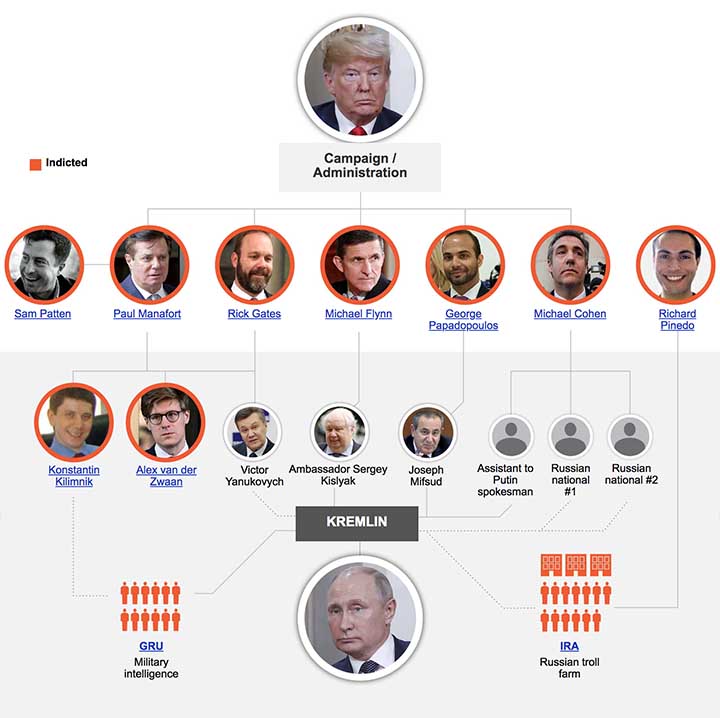 Campaign /
Administration
Indicted
Sam Patten
Paul Manafort
Rick Gates
Michael Flynn
George
Papadopoulos
Michael Cohen
Richard
Pinedo
Konstantin
Kilimnik
Alex van der
Zwaan
Victor
Yanukovych
Ambassador Sergey
Kislyak
Joseph
Mifsud
Assistant to
Putin
spokesman
Russian
national
#1
Russian
national #2
KREMLIN
GRU
Military
intelligence
IRA
Russian troll
farm